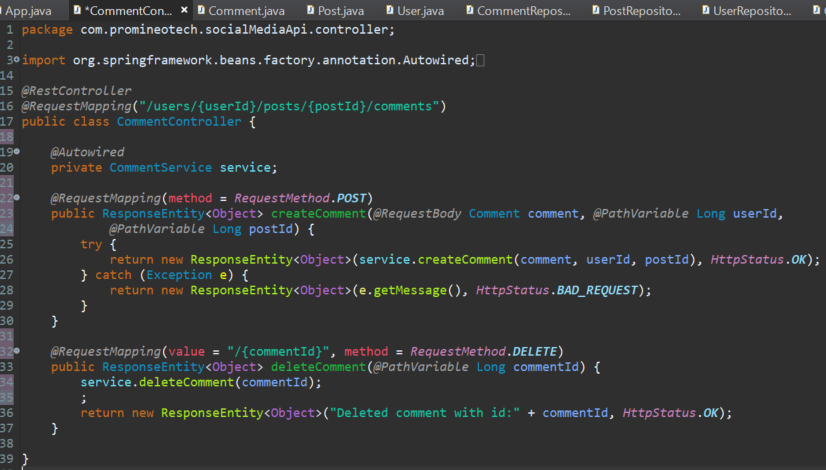 App.java *CommentCon... Comment.java Post.java User.java CommentRepos... PostReposito... UserReposito...
1 package com.promineotech.socialMediaApi.controller;
2
3 import org.springframework.beans.factory.annotation.Autowired;
14
15 @RestController
16 @RequestMapping("/users/{userId}/posts/{postId}/comments")
17 public class CommentController {
18
19 @Autowired
20 private CommentService service;
21
22 @RequestMapping(method = RequestMethod.POST)
23 public ResponseEntity<Object> createComment(@RequestBody Comment comment, @PathVariable Long userId,
24 @PathVariable Long postId) {
25 try {
26 return new ResponseEntity<Object>(service.createComment(comment, userId, postId), HttpStatus.OK);
27 } catch (Exception e) {
28 return new ResponseEntity<Object>(e.getMessage(), HttpStatus.BAD_REQUEST);
29 }
30 }
31
32 @RequestMapping(value = "/{commentId}", method = RequestMethod.DELETE)
33 public ResponseEntity<Object> deleteComment(@PathVariable Long commentId) {
34 service.deleteComment(commentId);
35 ;
36 return new ResponseEntity<Object>("Deleted comment with id:" + commentId, HttpStatus.OK);
37 }
38
39 }